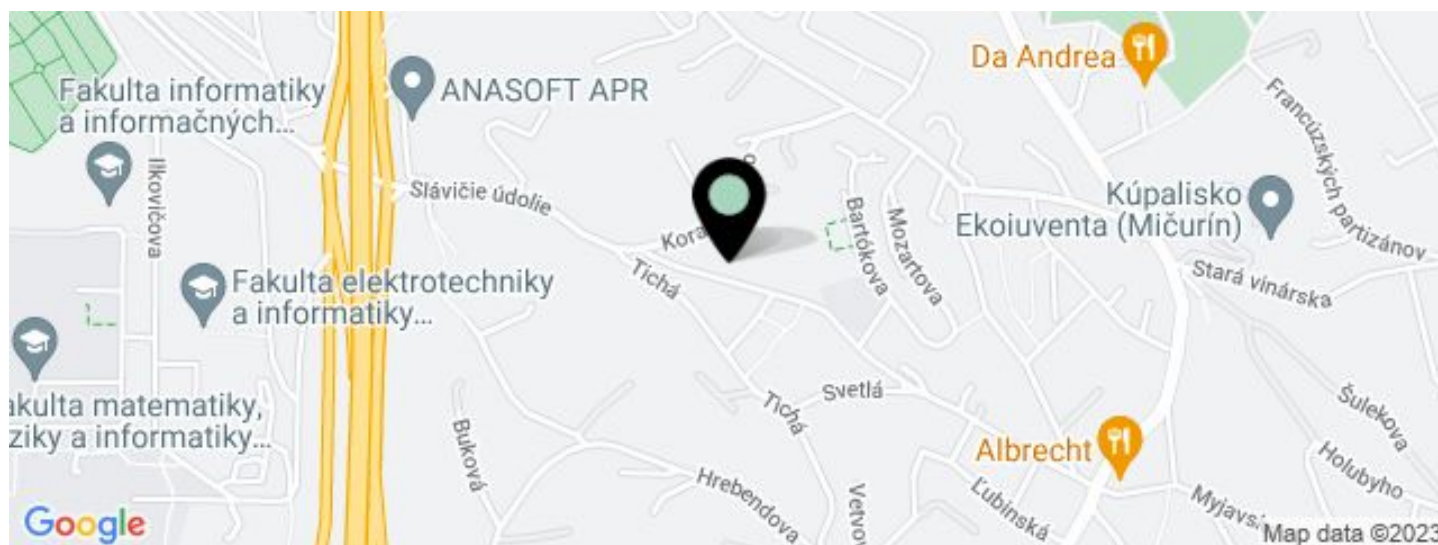 Da Andrea
Fakulta informatiky
a informačných...
ANASOFT APR
Francúzskych partizánov
Ilkovičova
Slávičie údolie
Bartókova
Mozartova
Kúpalisko
Ekoiuventa (Mičurín)
Stará vinárska
Tichá
Fakulta elektrotechniky
a informatiky...
Svetlá
Tichá
akulta matematiky,
ziky a informatiky...
Buková
Šulekova
Albrecht
Holubyho
Hrebendova
Vetvov
Ľubinská
Google
Map data ©2023